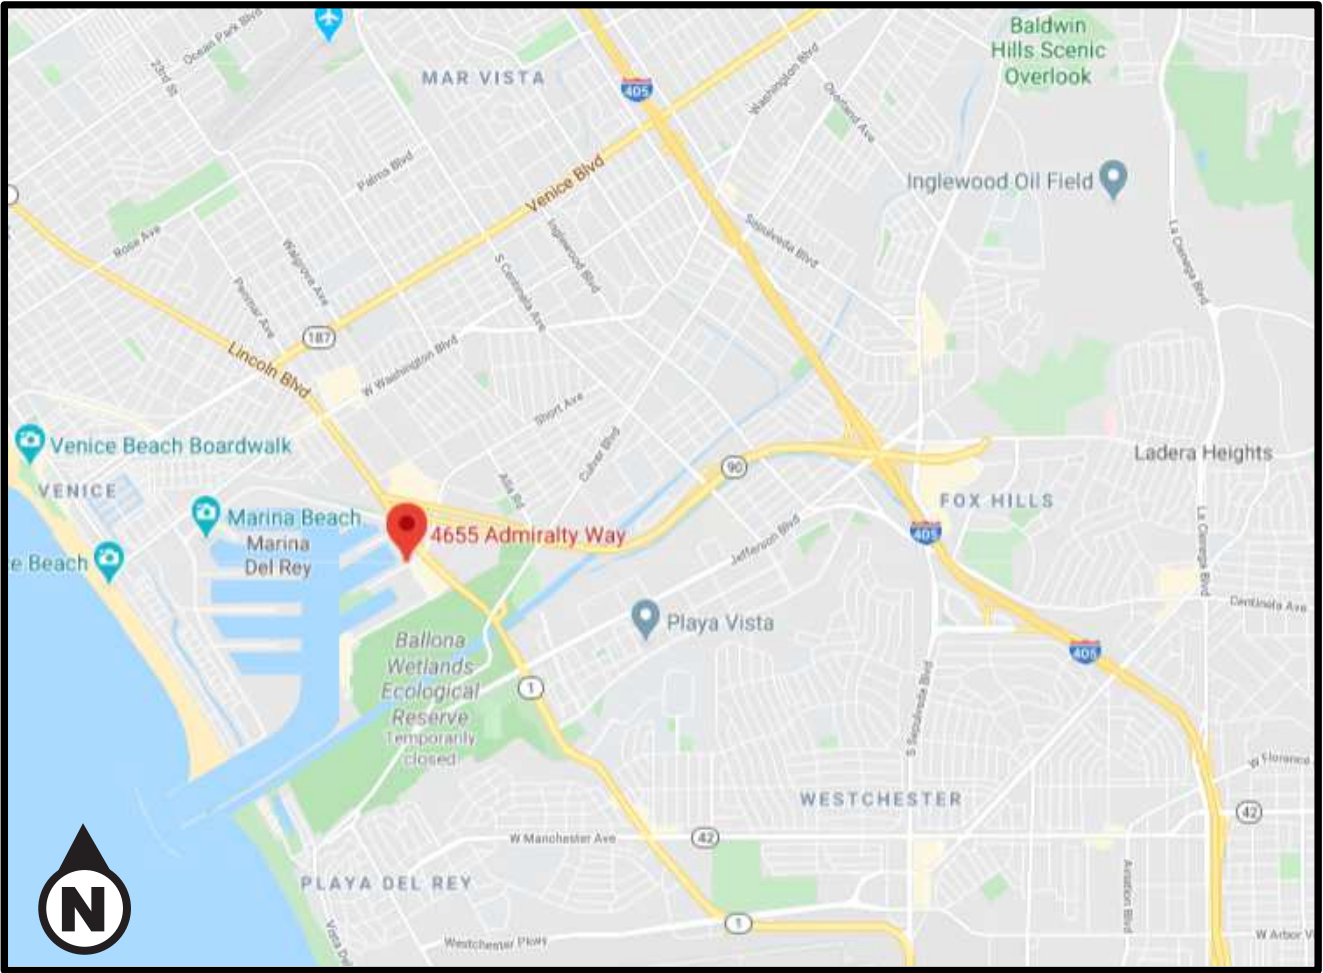 Ocean Park Blvd
23rd St
MAR VISTA
405
Washington Blvd
Overland Ave
Baldwin
Hills Scenic
Overlook
Palms Blvd
Venice Blvd
Inglewood Oil Field
Rose Ave
Walgrove Ave
Penmar Ave
Inglewood Blvd
S Centinela Ave
Sepulveda Blvd
La Cienega Blvd
187
Lincoln Blvd
W Washington Blvd
Short Ave
Culver Blvd
Alla Rd
90
Venice Beach Boardwalk
VENICE
Marina Beach
Marina
Del Rey
e Beach
4655 Admiralty Way
Jefferson Blvd
Ladera Heights
FOX HILLS
405
La Cienega Blvd
Centinela Ave
Playa Vista
Ballona
Wetlands
Ecological
Reserve
Temporarily
closed
1
405
S Sepulveda Blvd
W Florence
WESTCHESTER
42
W Manchester Ave
42
PLAYA DEL REY
Aviation Blvd
1
Westchester Pkwy
Vista Del
W Arbor V
N